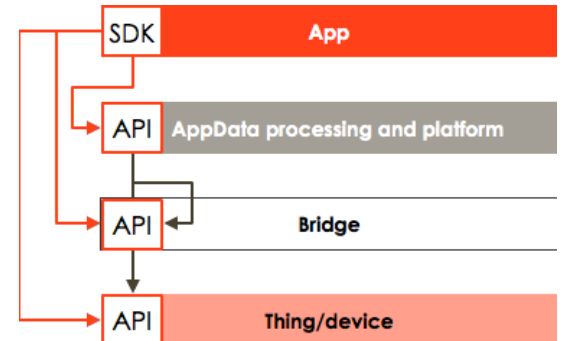 SDK App
API AppData processing and platform
API Bridge
API Thing/device